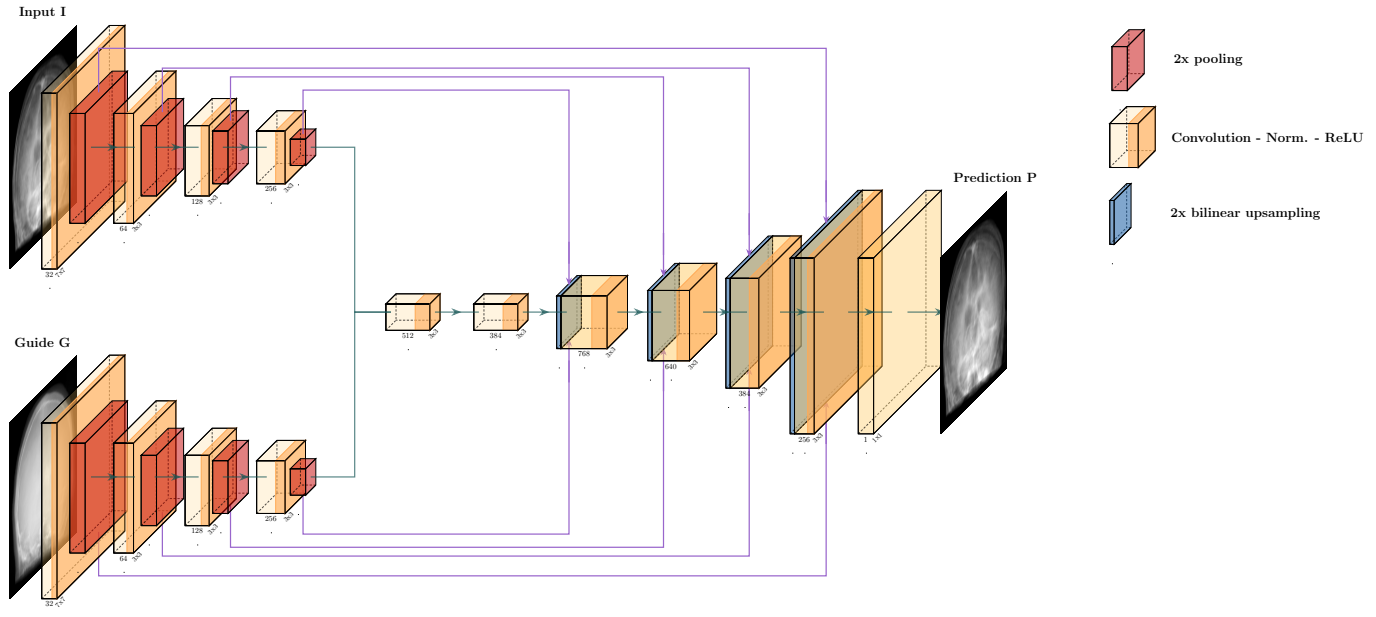 Input I
32 7x7
64 3x3
128 3x3
256 3x3
Guide G
32 7x7
64 3x3
128 3x3
256 3x3
512 3x3
384 3x3
768 3x3
640 3x3
384 3x3
256 3x3
1 1x1
Prediction P
2x pooling
Convolution - Norm. - ReLU
2x bilinear upsampling